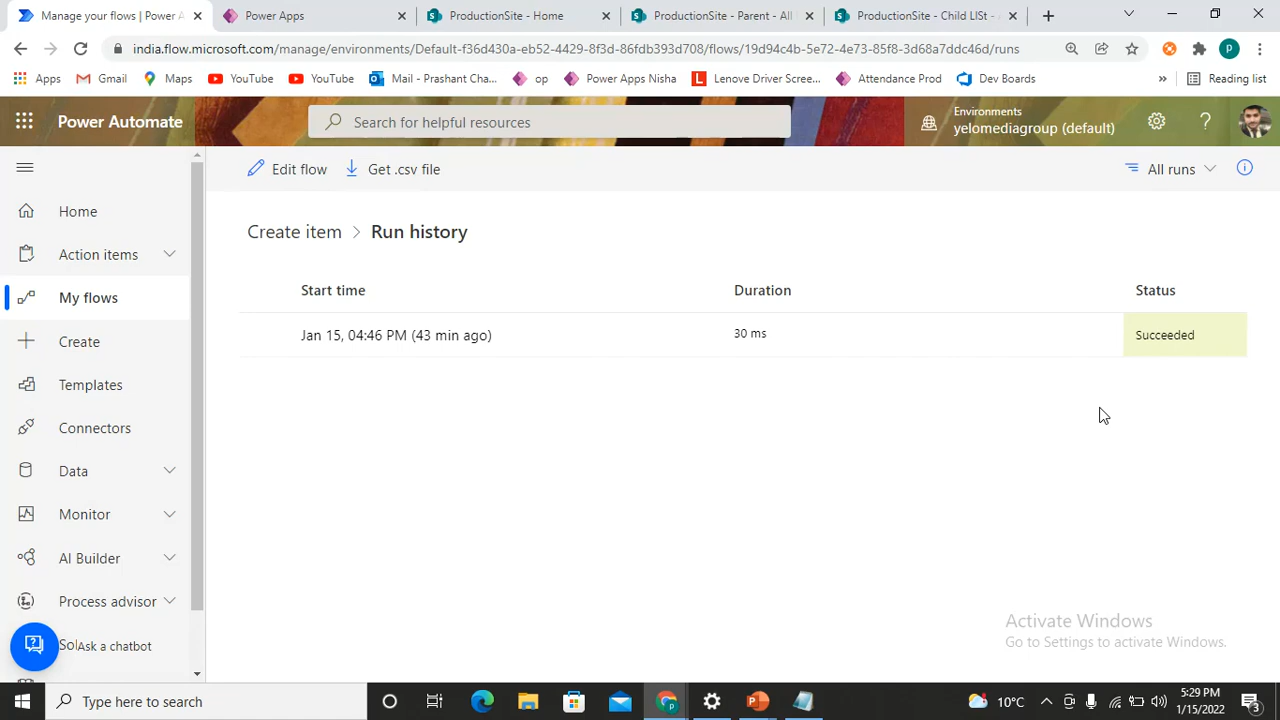 Manage your flows | Power A
Power Apps
ProductionSite - Home
ProductionSite - Parent - All
ProductionSite - Child LISt -
india.flow.microsoft.com/manage/environments/Default-f36d430a-eb52-4429-8f3d-86fdb393d708/flows/19d94c4b-5e72-4e73-85f8-3d68a7ddc46d/runs
p
Apps
Gmail
Maps
YouTube
YouTube
Mail - Prashant Cha...
op
Power Apps Nisha
L
Lenove Driver Scree...
Attendance Prod
Dev Boards
»
Reading list
Power Automate
Search for helpful resources
Environments
yelomediagroup (default)
?
Edit flow
Get .csv file
All runs
Home
Action items
My flows
Create
Templates
Connectors
Data
Monitor
AI Builder
Process advisor
Sol
Ask a chatbot
Create item > Run history
Start time
Duration
Status
Jan 15, 04:46 PM (43 min ago)
30 ms
Succeeded
Activate Windows
Go to Settings to activate Windows.
Type here to search
10°C
5:29 PM
1/15/2022
3